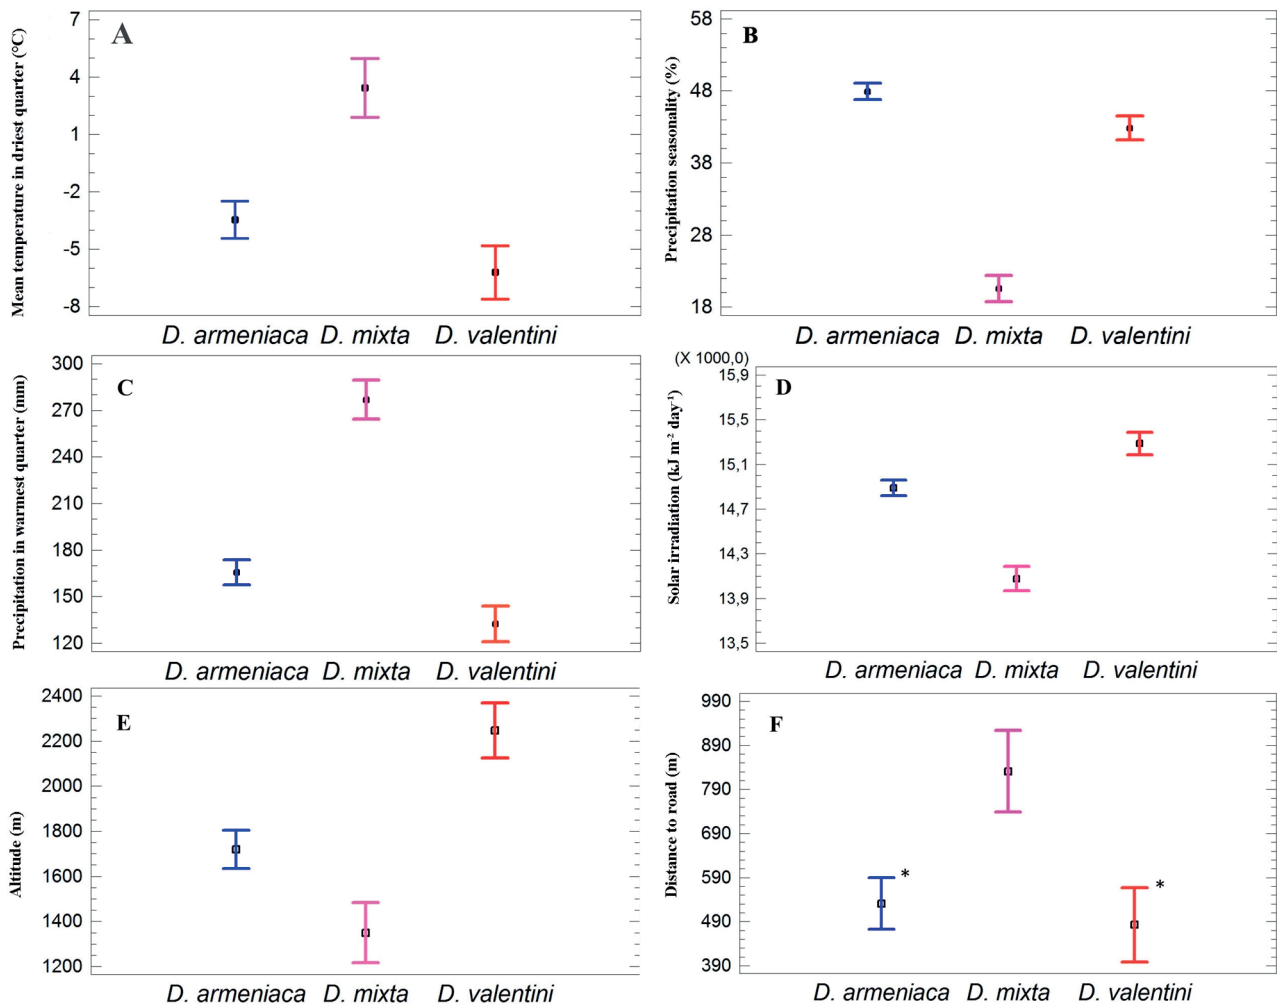 A
Mean temperature in driest quarter (°C)
7
4
1
-2
-5
-8
D. armeniaca D. mixta D. valentini
B
Precipitation seasonality (%)
58
48
38
28
18
D. armeniaca D. mixta D. valentini
C
Precipitation in warmest quarter (mm)
300
270
240
210
180
150
120
D. armeniaca D. mixta D. valentini
(X 1000,0)
D
Solar irradiation (kJ m⁻² day⁻¹)
15,9
15,5
15,1
14,7
14,3
13,9
13,5
D. armeniaca D. mixta D. valentini
E
Altitude (m)
2400
2200
2000
1800
1600
1400
1200
D. armeniaca D. mixta D. valentini
F
Distance to road (m)
990
890
790
690
590
490
390
*
*
D. armeniaca D. mixta D. valentini